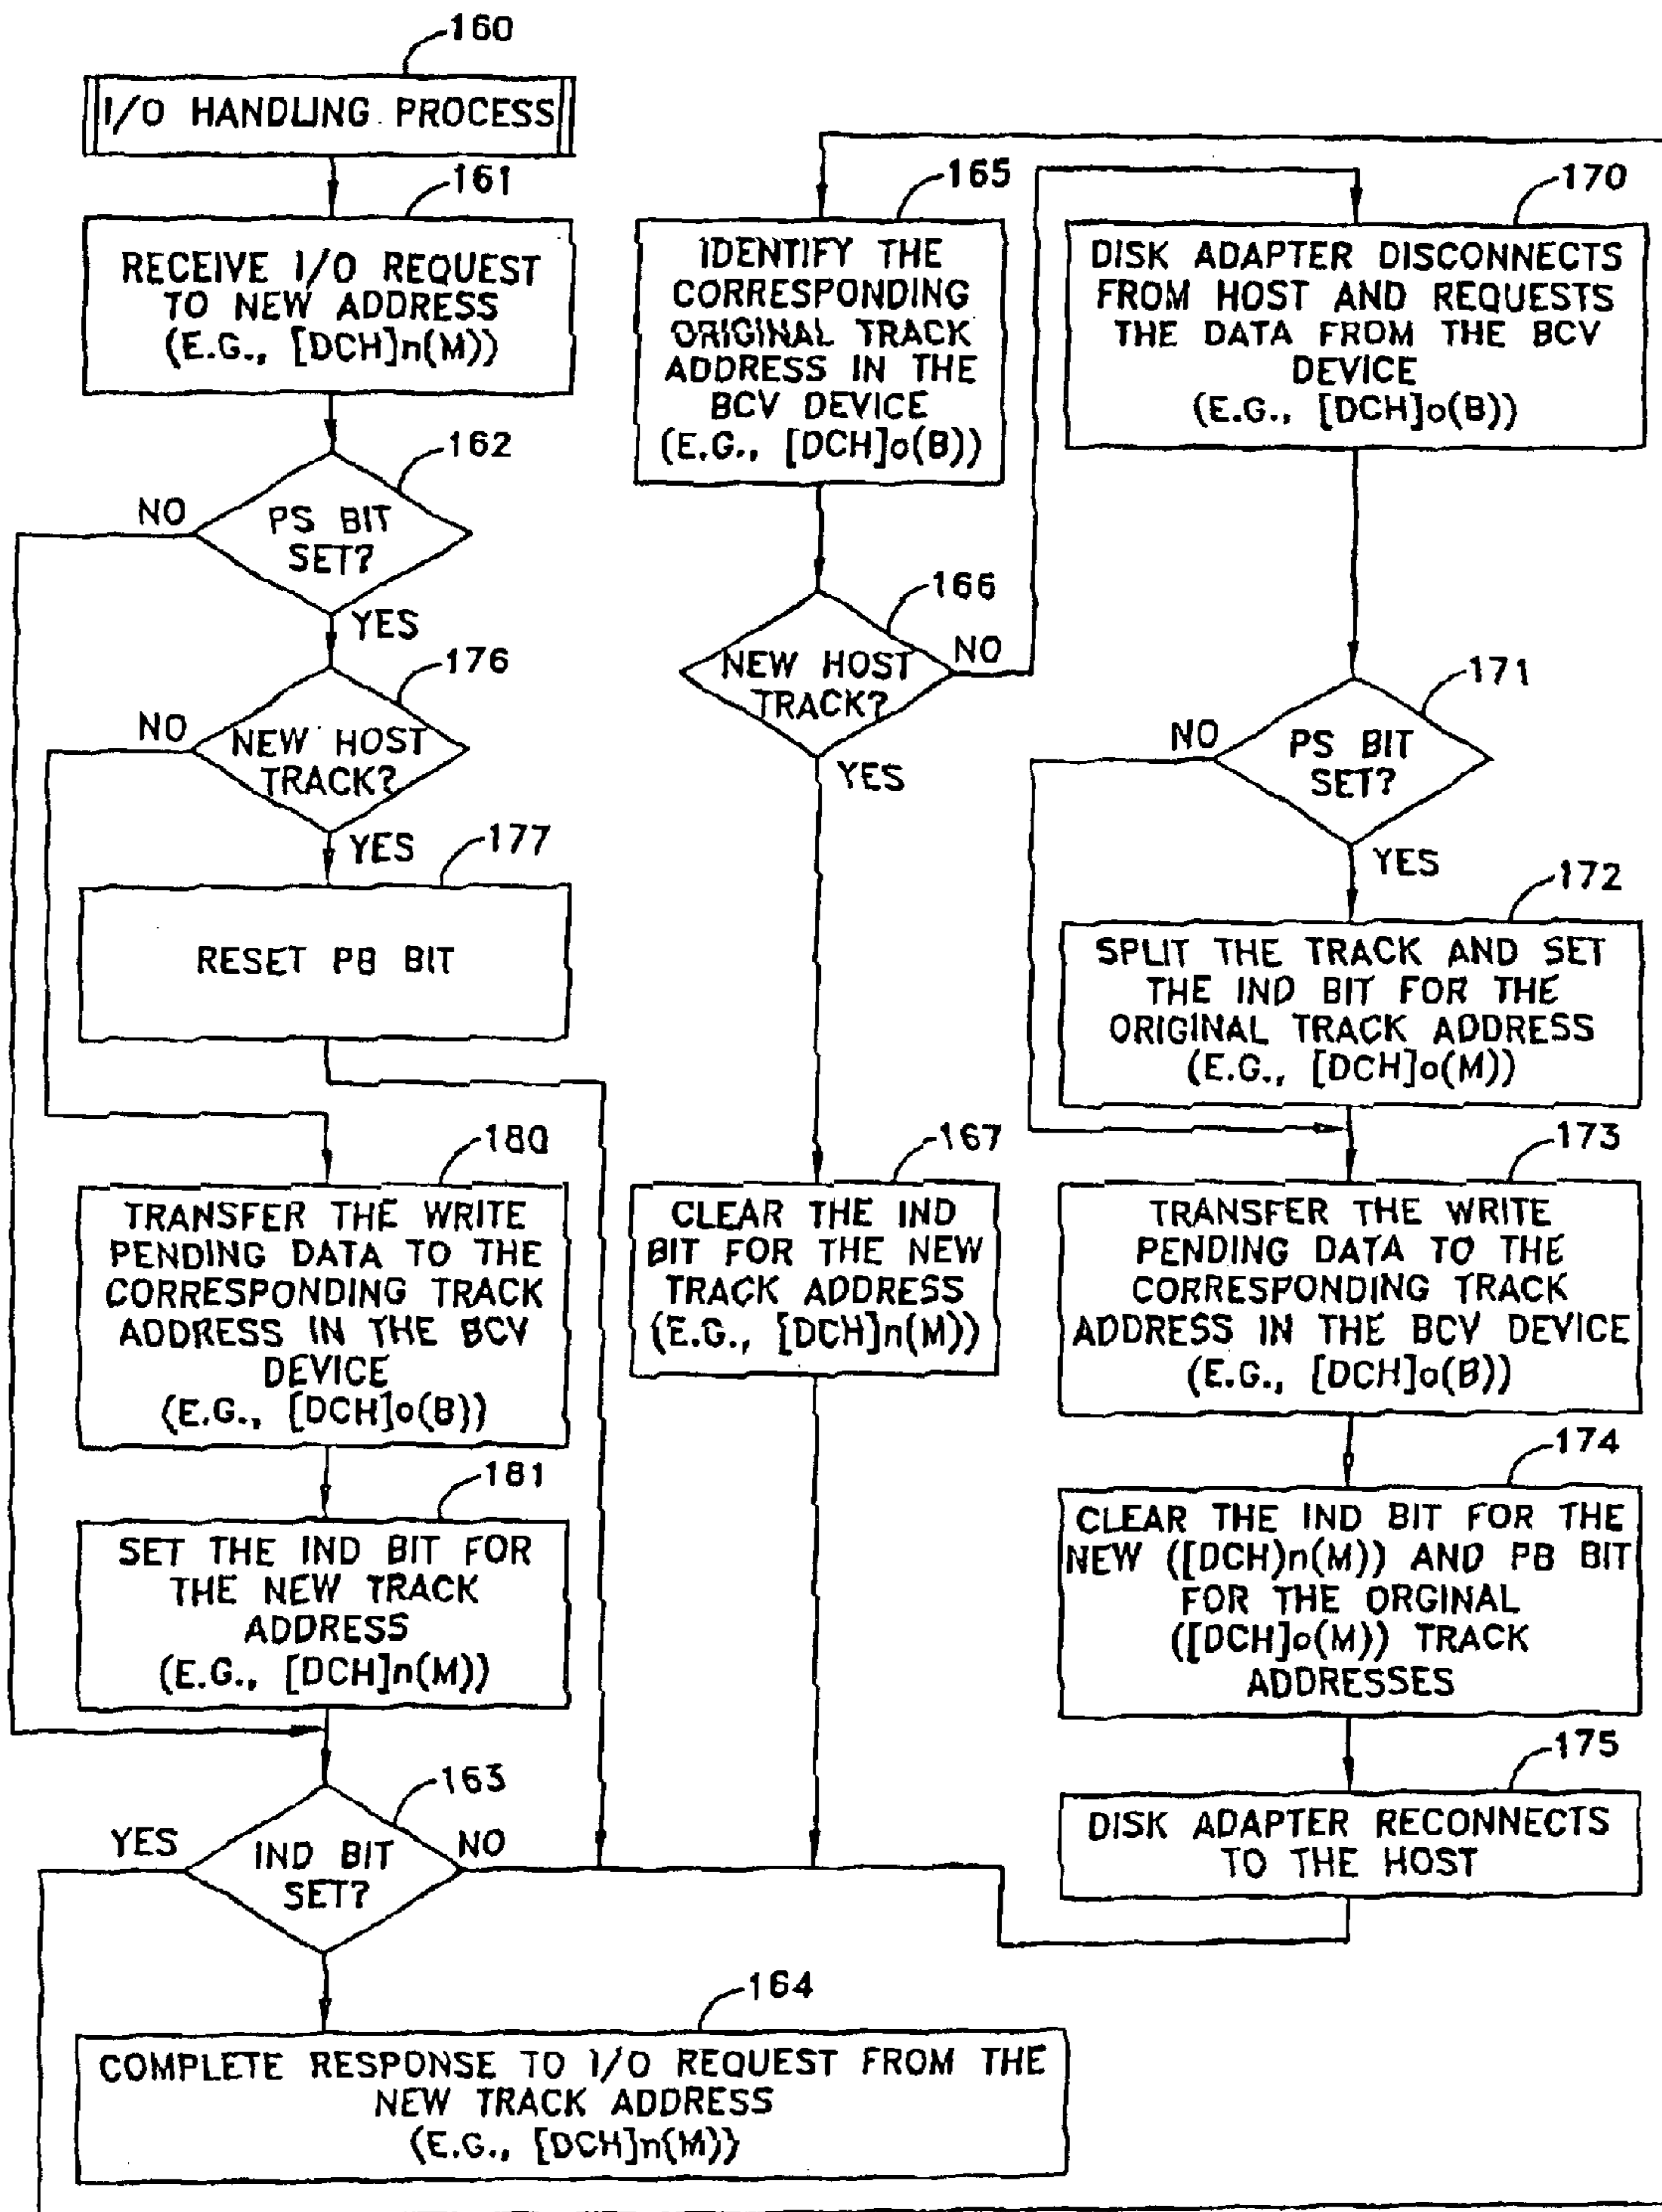 160
I/O HANDLING PROCESS
161
RECEIVE I/O REQUEST
TO NEW ADDRESS
(E.G., [DCH]n(M))
162
PS BIT
SET?
NO
YES
176
NEW HOST
TRACK?
NO
YES
177
RESET PB BIT
180
TRANSFER THE WRITE
PENDING DATA TO THE
CORRESPONDING TRACK
ADDRESS IN THE BCV
DEVICE
(E.G., [DCH]o(B))
181
SET THE IND BIT FOR
THE NEW TRACK
ADDRESS
(E.G., [DCH]n(M))
163
IND BIT
SET?
YES
NO
164
COMPLETE RESPONSE TO I/O REQUEST FROM THE
NEW TRACK ADDRESS
(E.G., [DCH]n(M))
165
IDENTIFY THE
CORRESPONDING
ORIGINAL TRACK
ADDRESS IN THE
BCV DEVICE
(E.G., [DCH]o(B))
166
NEW HOST
TRACK?
NO
YES
167
CLEAR THE IND
BIT FOR THE NEW
TRACK ADDRESS
(E.G., [DCH]n(M))
170
DISK ADAPTER DISCONNECTS
FROM HOST AND REQUESTS
THE DATA FROM THE BCV
DEVICE
(E.G., [DCH]o(B))
171
PS BIT
SET?
NO
YES
172
SPLIT THE TRACK AND SET
THE IND BIT FOR THE
ORIGINAL TRACK ADDRESS
(E.G., [DCH]o(M))
173
TRANSFER THE WRITE
PENDING DATA TO THE
CORRESPONDING TRACK
ADDRESS IN THE BCV DEVICE
(E.G., [DCH]o(B))
174
CLEAR THE IND BIT FOR THE
NEW ([DCH)n(M)) AND PB BIT
FOR THE ORGINAL
([DCH]o(M)) TRACK
ADDRESSES
175
DISK ADAPTER RECONNECTS
TO THE HOST